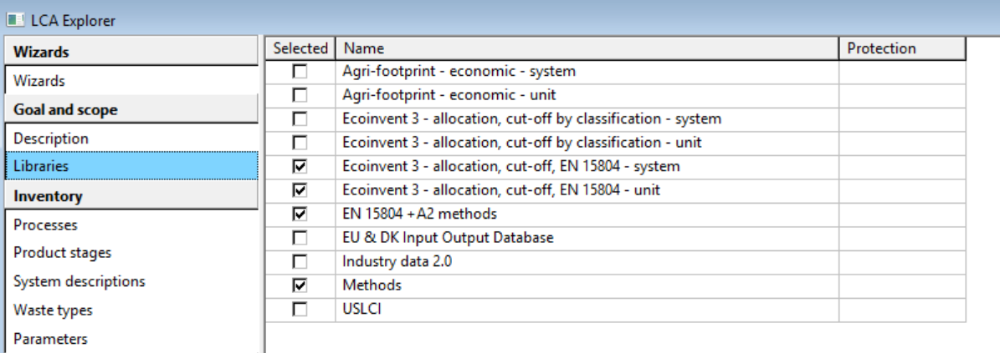 LCA Explorer
Wizards
Wizards
Goal and scope
Description
Libraries
Inventory
Processes
Product stages
System descriptions
Waste types
Parameters
Selected Name Protection
Agri-footprint - economic - system
Agri-footprint - economic - unit
Ecoinvent 3 - allocation, cut-off by classification - system
Ecoinvent 3 - allocation, cut-off by classification - unit
Ecoinvent 3 - allocation, cut-off, EN 15804 - system
Ecoinvent 3 - allocation, cut-off, EN 15804 - unit
EN 15804 +A2 methods
EU & DK Input Output Database
Industry data 2.0
Methods
USLCI